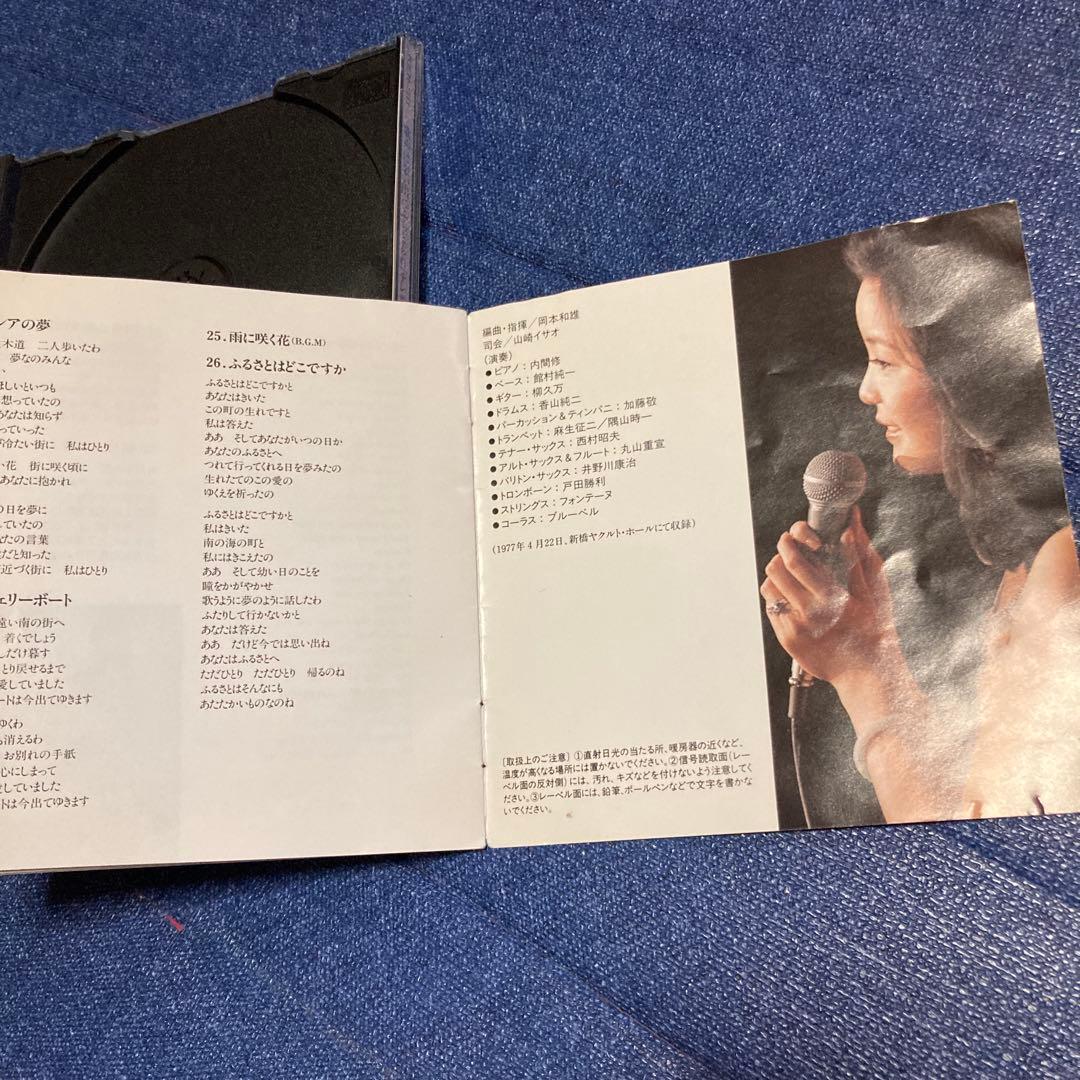 シアの夢
木道　二人歩いたわ
夢なのみんな
ましいといつも
想っていたの
あなたは知らず
っていった
冷たい街に　私はひとり
い花　街に咲く頃に
あなたに抱かれ
の日を夢に
していたの
たの言葉
だと知った
近づく街に　私はひとり
ェリーボート
遠い南の街へ
着くでしょう
しだけ暮す
とり戻せるまで
愛していました
ートは今出てゆきます
ゆくわ
も消えるわ
お別れの手紙
心にしまって
していました
トは今出てゆきます
25. 雨に咲く花(B.G.M)
26. ふるさとはどこですか
ふるさとはどこですかと
あなたはきいた
この町の生れですと
私は答えた
ああ　そしてあなたがいつの日か
あなたのふるさとへ
つれて行ってくれる日を夢みたの
生れたてのこの愛の
ゆくえを祈ったの
ふるさとはどこですかと
私はきいた
南の海の町と
私にはきこえたの
ああ　そして幼い日のことを
瞳をかがやかせ
歌うように夢のように話したわ
ふたりして行かないかと
あなたは答えた
ああ　だけど今では思い出ね
あなたはふるさとへ
ただひとり　ただひとり　帰るのね
ふるさとはそんなにも
あたたかいものなのね
編曲・指揮／岡本和雄
司会／山崎イサオ
(演奏)
●ピアノ：内間修
●ベース：館村純一
●ギター：柳久万
●ドラムス：香山純二
●パーカッション&ティンパニ：加藤敬
●トランペット：麻生征二／隅山時一
●テナー・サックス：西村昭夫
●アルト・サックス&フルート：丸山重宣
●バリトン・サックス：井野川康治
●トロンボーン：戸田勝利
●ストリングス：フォンテーヌ
●コーラス：ブルーベル
(1977年4月22日、新橋ヤクルト・ホールにて収録)
〔取扱上のご注意〕①直射日光の当たる所、暖房器の近くなど、
温度が高くなる場所には置かないでください。②信号読取面(レー
ベル面の反対側)には、汚れ、キズなどを付けないよう注意してく
ださい。③レーベル面には、鉛筆、ボールペンなどで文字を書かな
いでください。